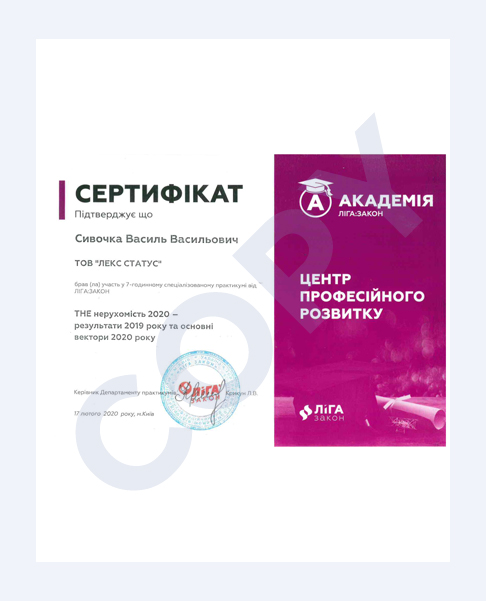 СЕРТИФІКАТ
Підтверджує що
Сивочка Василь Васильович
ТОВ "ЛЕКС СТАТУС"
брав (ла) участь у 7-годинному спеціалізованому практикумі від
ЛІГА:ЗАКОН
THE нерухомість 2020 –
результати 2019 року та основні
вектори 2020 року
Керівник Департаменту практикумів
17 лютого 2020 року, м.Київ
ЛІГА
ЗАКОН
А АКАДЕМІЯ
ЛІГА:ЗАКОН
ЦЕНТР
ПРОФЕСІЙНОГО
РОЗВИТКУ
ЛІГА
ЗАКОН
COPY